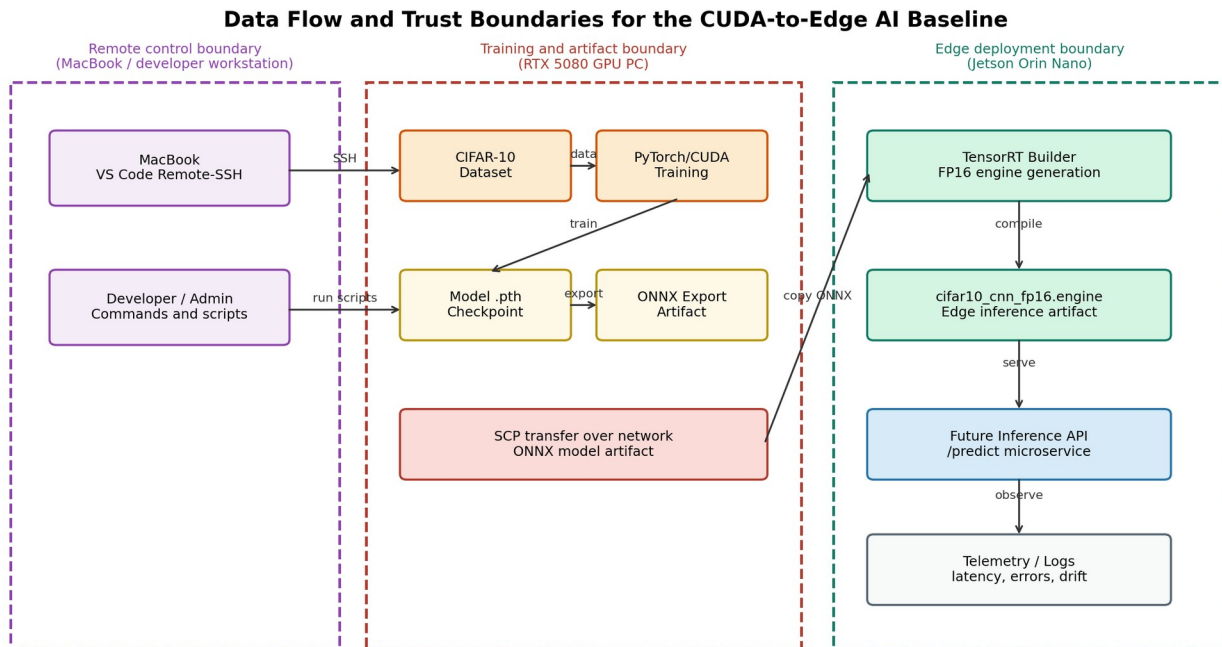 Data Flow and Trust Boundaries for the CUDA-to-Edge AI Baseline
Remote control boundary
(MacBook / developer workstation)
Training and artifact boundary
(RTX 5080 GPU PC)
Edge deployment boundary
(Jetson Orin Nano)
MacBook
VS Code Remote-SSH
SSH
CIFAR-10
Dataset
data
PyTorch/CUDA
Training
TensorRT Builder
FP16 engine generation
train
compile
Developer / Admin
Commands and scripts
run scripts
Model .pth
Checkpoint
export
ONNX Export
Artifact
copy ONNX
cifar10_cnn_fp16.engine
Edge inference artifact
serve
SCP transfer over network
ONNX model artifact
Future Inference API
/predict microservice
observe
Telemetry / Logs
latency, errors, drift